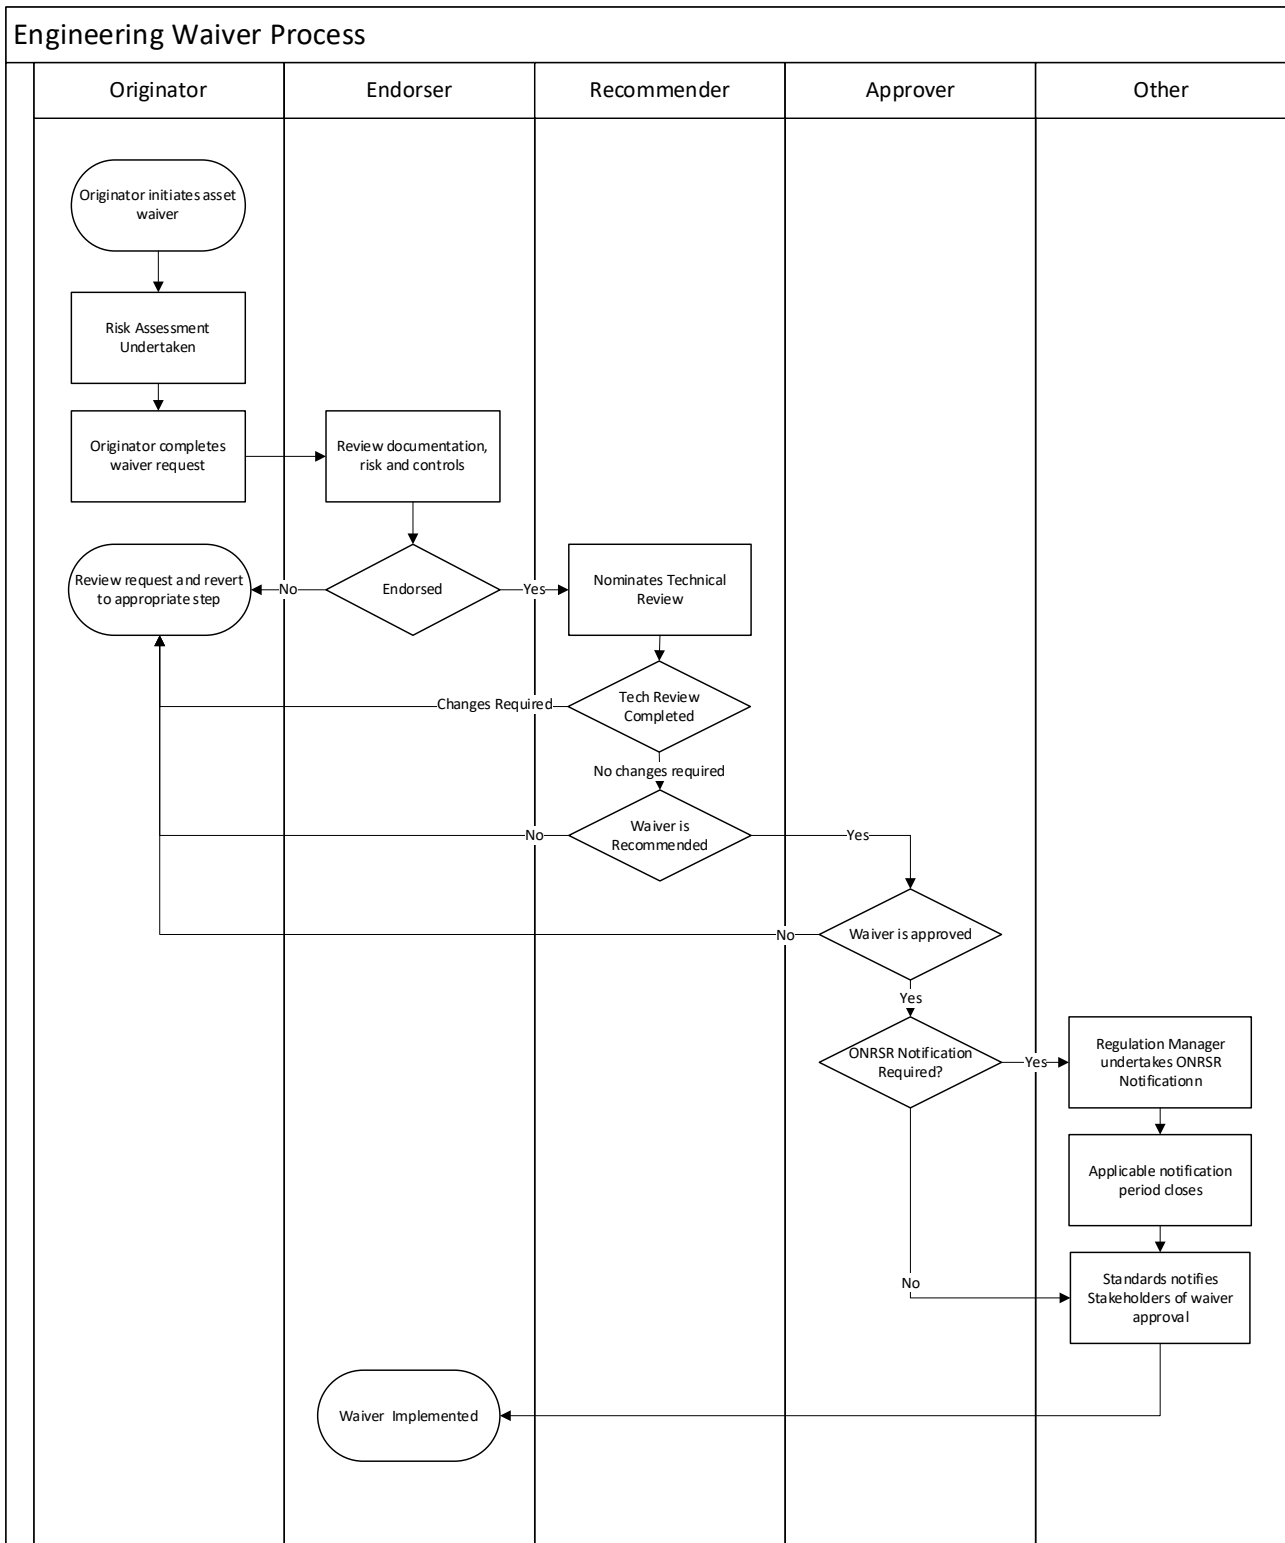 Engineering Waiver Process
Originator
Endorser
Recommender
Approver
Other
Originator initiates asset
waiver
Risk Assessment
Undertaken
Originator completes
waiver request
Review documentation,
risk and controls
Review request and revert
to appropriate step
No
Endorsed
Yes
Nominates Technical
Review
Changes Required
Tech Review
Completed
No changes required
No
Waiver is
Recommended
Yes
No
Waiver is approved
Yes
ONRSR Notification
Required?
Yes
Regulation Manager
undertakes ONRSR
Notificationn
Applicable notification
period closes
No
Standards notifies
Stakeholders of waiver
approval
Waiver Implemented